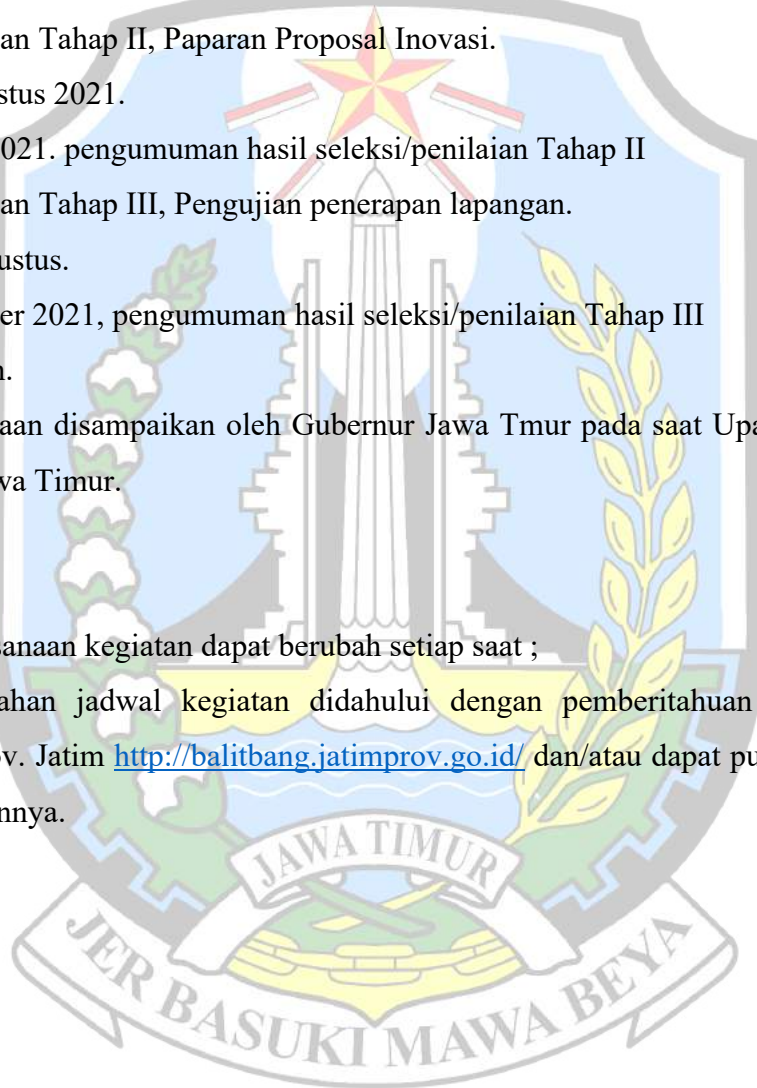 an Tahap II, Paparan Proposal Inovasi.
stus 2021.
021. pengumuman hasil seleksi/penilaian Tahap II
an Tahap III, Pengujian penerapan lapangan.
ustus.
er 2021, pengumuman hasil seleksi/penilaian Tahap III
n.
aan disampaikan oleh Gubernur Jawa Tmur pada saat Upa
wa Timur.
sanaan kegiatan dapat berubah setiap saat ;
ahan jadwal kegiatan didahului dengan pemberitahuan
ov. Jatim http://balitbang.jatimprov.go.id/ dan/atau dapat pu
nnya.
JAWA TIMUR
JER BASUKI MAWA BEYA